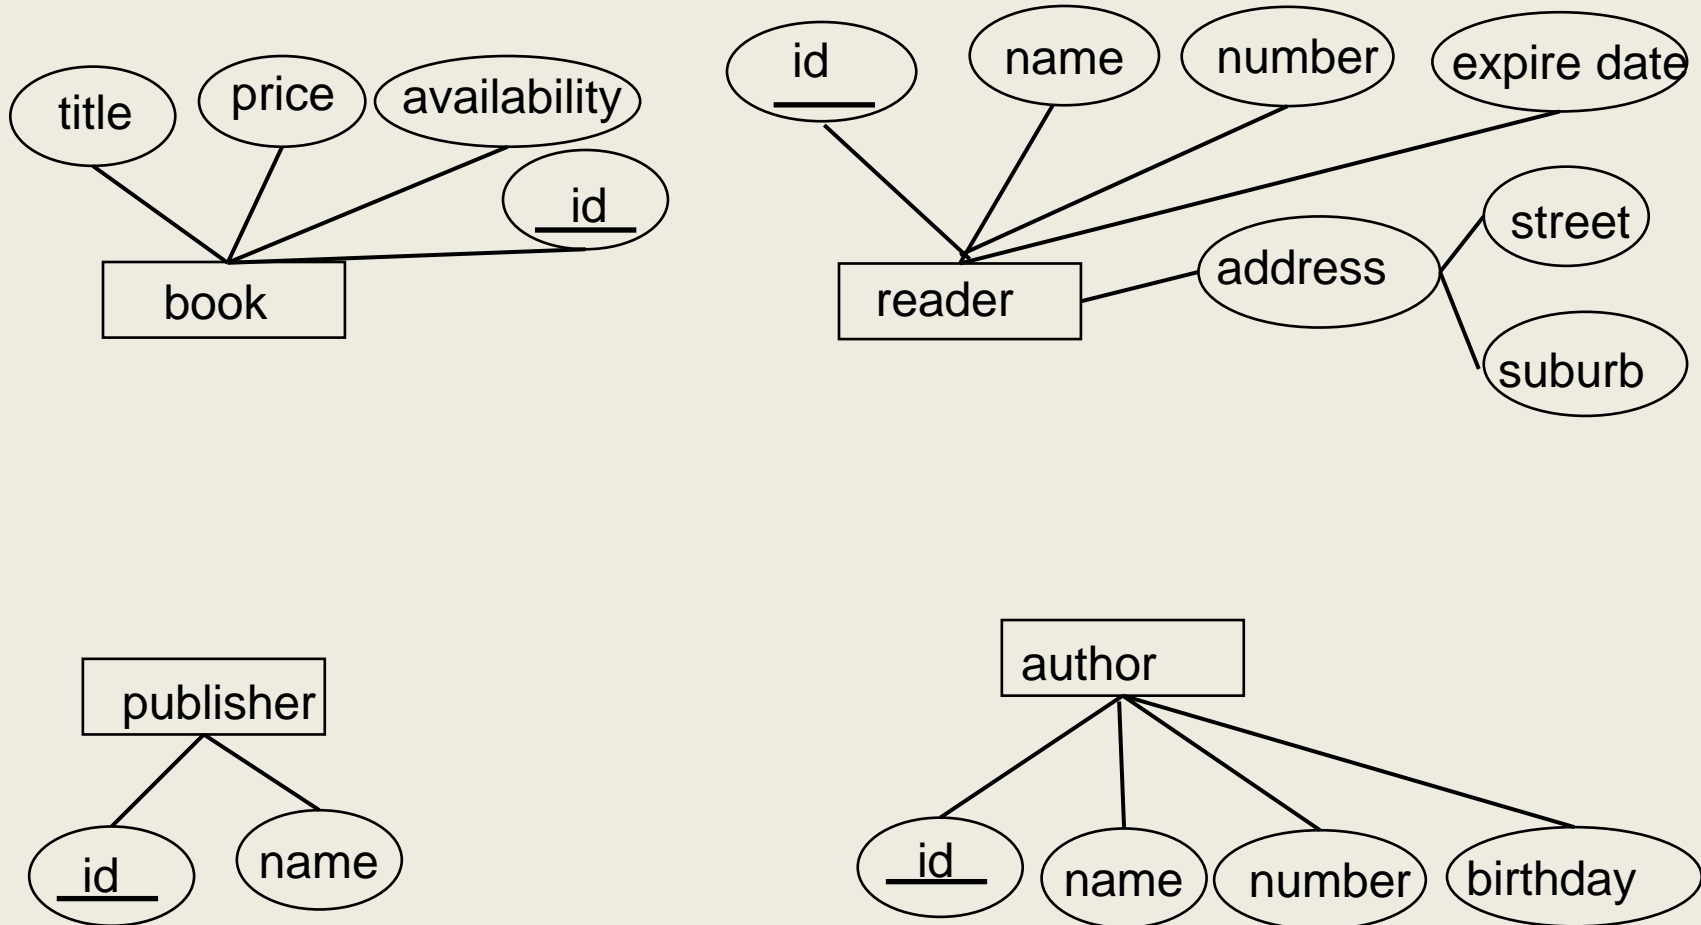 title
price
availability
id
book
id
name
number
expire date
reader
address
street
suburb
publisher
id
name
author
id
name
number
birthday